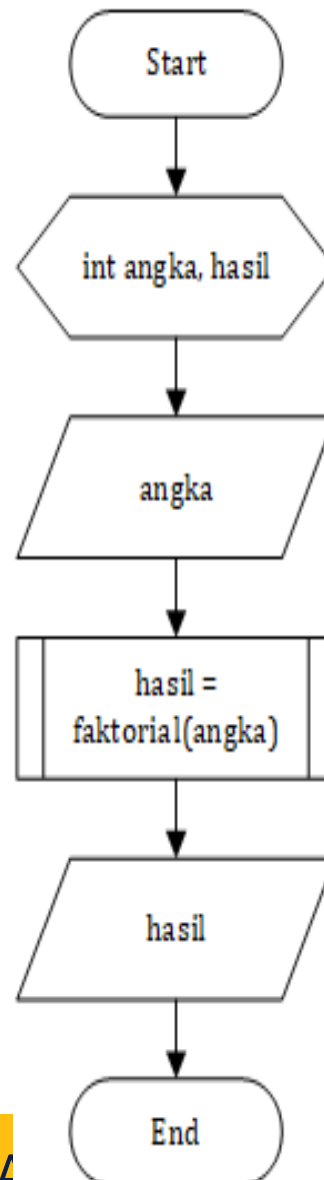 Start
int angka, hasil
angka
hasil =
faktorial(angka)
hasil
End